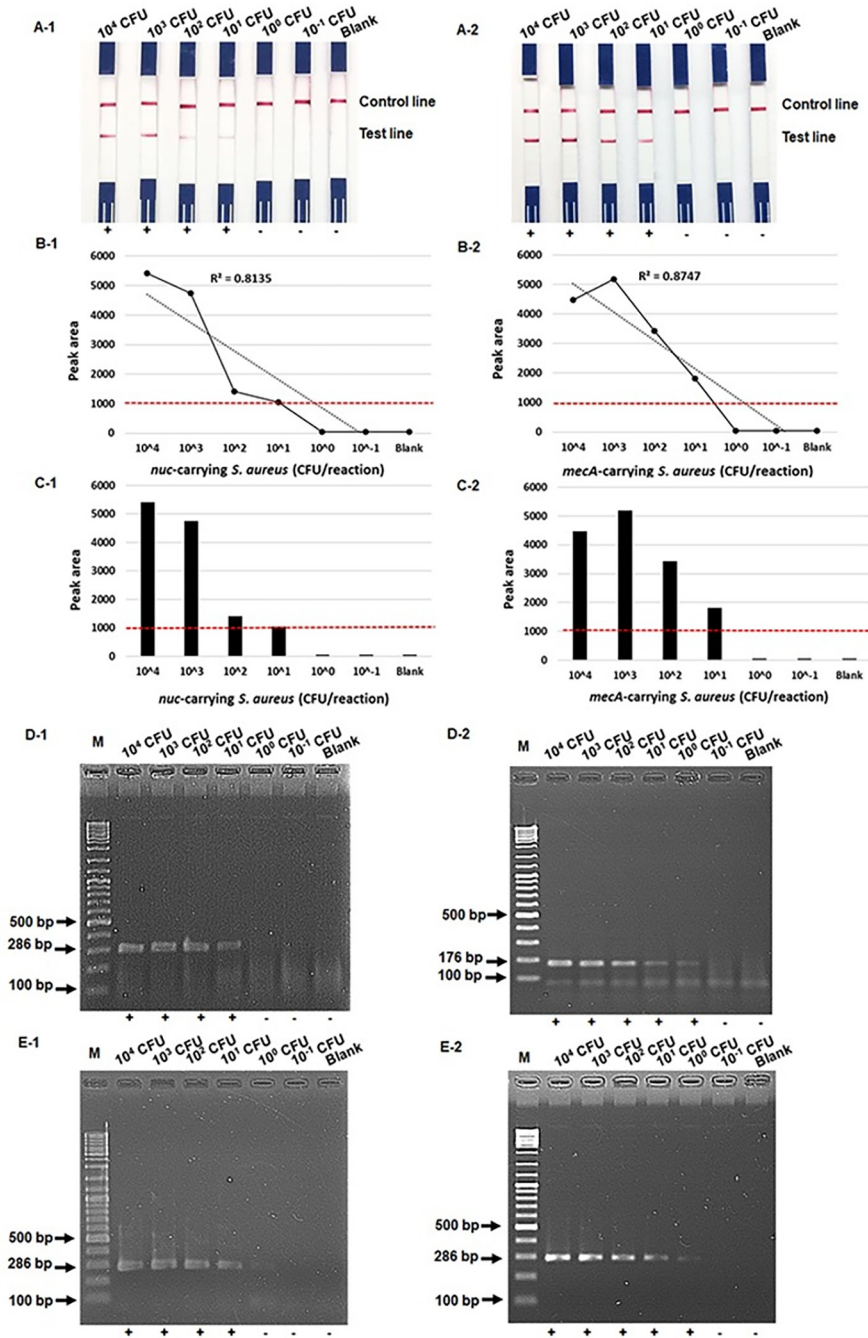 A-1
10⁴ CFU 10³ CFU 10² CFU 10¹ CFU 10⁰ CFU 10⁻¹ CFU Blank
Control line
Test line
+ + + + - - -
A-2
10⁴ CFU 10³ CFU 10² CFU 10¹ CFU 10⁰ CFU 10⁻¹ CFU Blank
Control line
Test line
+ + + + - - -
B-1
6000
5000
4000
3000
2000
1000
0
Peak area
R² = 0.8135
10^4 10^3 10^2 10^1 10^0 10^-1 Blank
nuc-carrying S. aureus (CFU/reaction)
B-2
6000
5000
4000
3000
2000
1000
0
Peak area
R² = 0.8747
10^4 10^3 10^2 10^1 10^0 10^-1 Blank
mecA-carrying S. aureus (CFU/reaction)
C-1
6000
5000
4000
3000
2000
1000
0
Peak area
10^4 10^3 10^2 10^1 10^0 10^-1 Blank
nuc-carrying S. aureus (CFU/reaction)
C-2
6000
5000
4000
3000
2000
1000
0
Peak area
10^4 10^3 10^2 10^1 10^0 10^-1 Blank
mecA-carrying S. aureus (CFU/reaction)
D-1
M 10⁴ CFU 10³ CFU 10² CFU 10¹ CFU 10⁰ CFU 10⁻¹ CFU Blank
500 bp
286 bp
100 bp
+ + + + - - -
D-2
M 10⁴ CFU 10³ CFU 10² CFU 10¹ CFU 10⁰ CFU 10⁻¹ CFU Blank
500 bp
176 bp
100 bp
+ + + + + - -
E-1
M 10⁴ CFU 10³ CFU 10² CFU 10¹ CFU 10⁰ CFU 10⁻¹ CFU Blank
500 bp
286 bp
100 bp
+ + + + - - -
E-2
M 10⁴ CFU 10³ CFU 10² CFU 10¹ CFU 10⁰ CFU 10⁻¹ CFU Blank
500 bp
286 bp
100 bp
+ + + + + - -